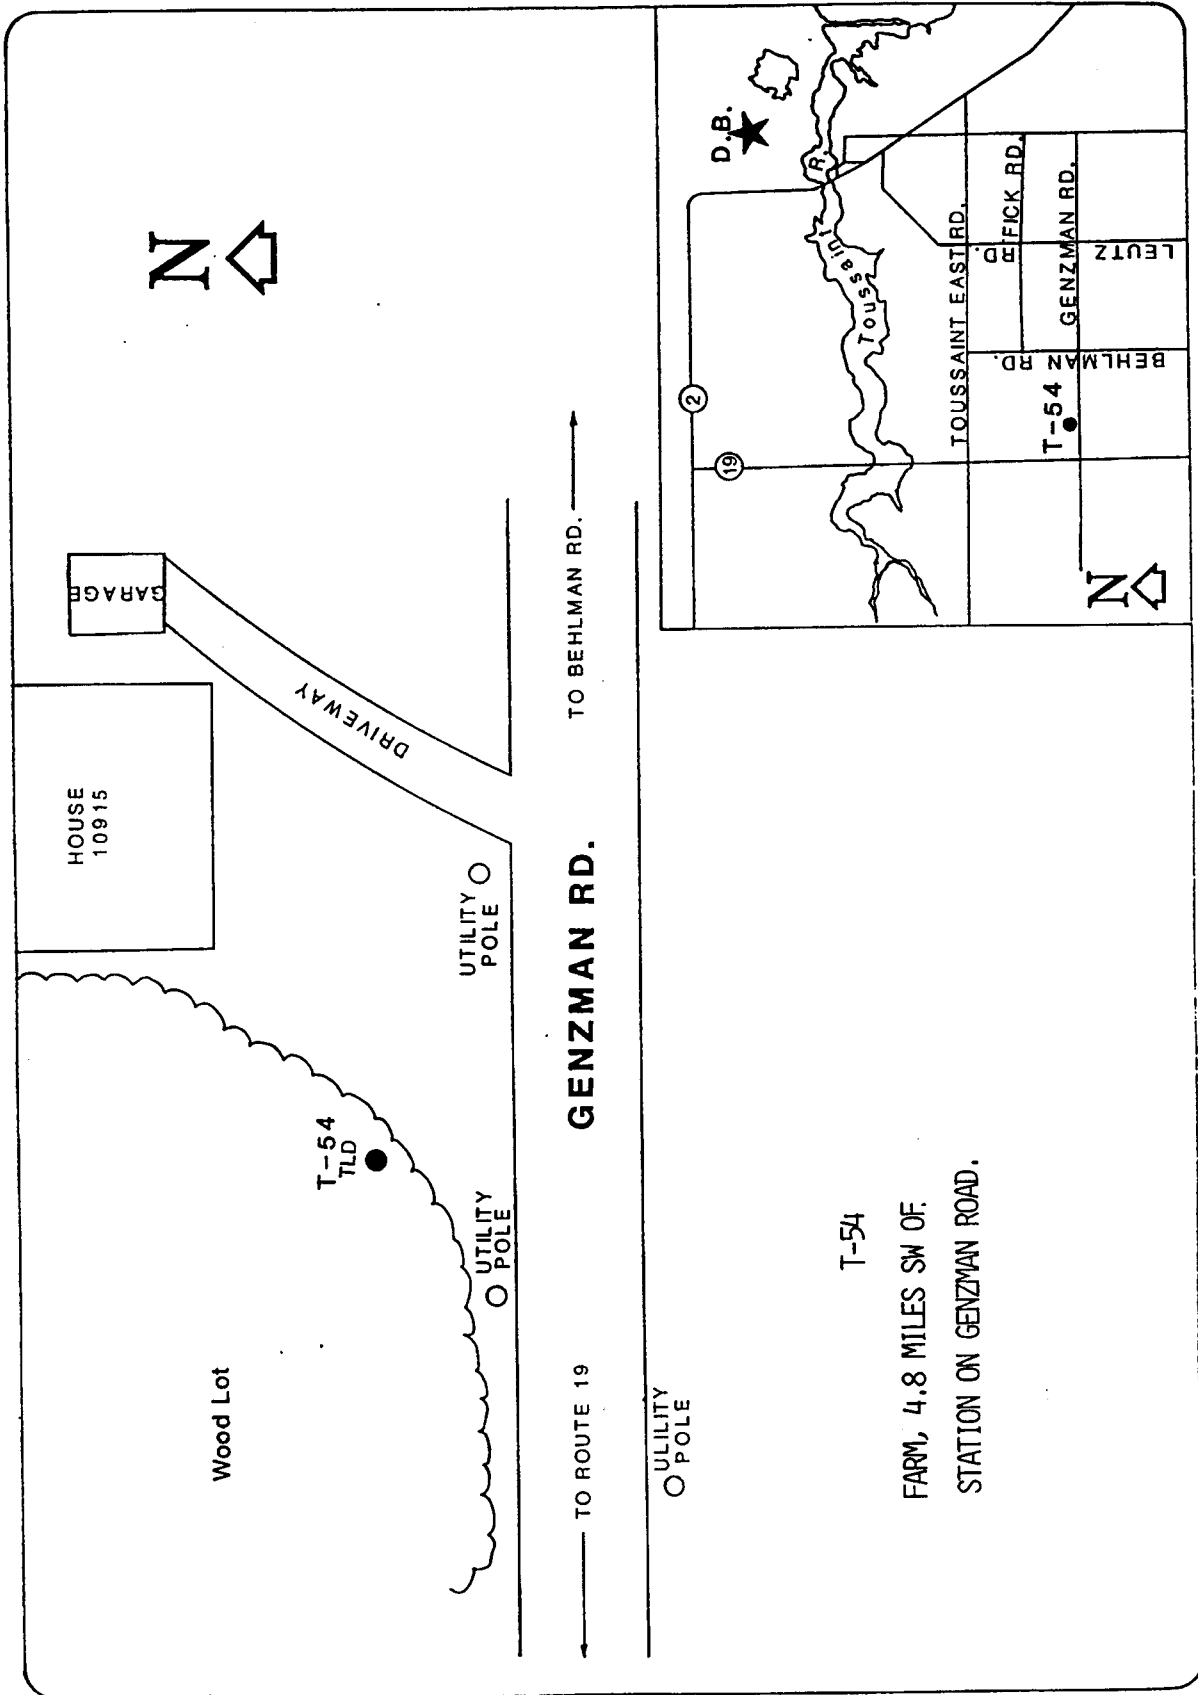 N
GARAGE
HOUSE
10915
DRIVEWAY
Wood Lot
T-54
TLD
UTILITY
POLE
UTILITY
POLE
← TO ROUTE 19
GENZMAN RD.
TO BEHLMAN RD. →
ULILITY
POLE
T-54
FARM, 4.8 MILES SW OF.
STATION ON GENZMAN ROAD.
D.B.
2
19
Toussaint R.
TOUSSAINT EAST RD.
FICK RD.
GENZMAN RD.
LEUTZ RD.
BEHLMAN RD.
T-54
N